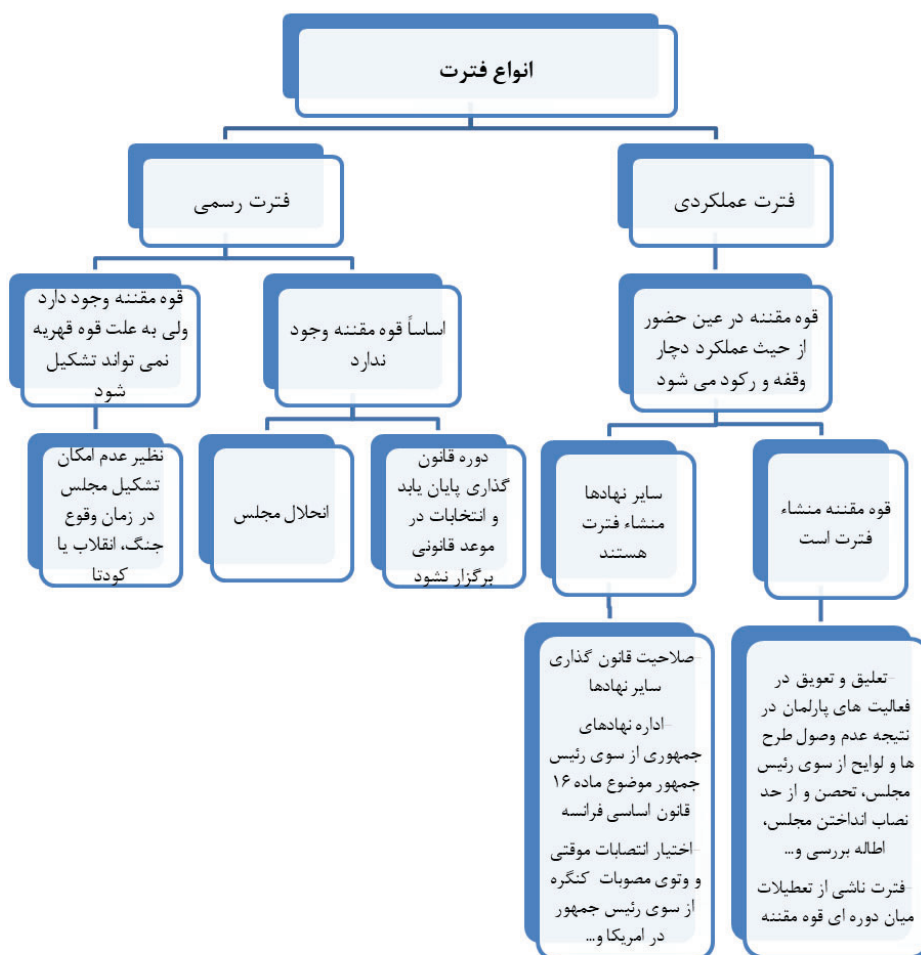 انواع فترت
فترت عملکردی
فترت رسمی
قوه مقننه در عین حضور
از حیث عملکرد دچار
وقفه و رکود می شود
اساساً قوه مقننه وجود
ندارد
قوه مقننه وجود دارد
ولی به علت قوه قهریه
نمی تواند تشکیل
شود
قوه مقننه منشاء
فترت است
سایر نهادها
منشاء فترت
هستند
دوره قانون
گذاری پایان یابد
و انتخابات در
موعد قانونی
برگزار نشود
انحلال مجلس
نظیر عدم امکان
تشکیل مجلس
در زمان وقوع
جنگ، انقلاب یا
کودتا
-تعلیق و تعویق در
فعالیت های پارلمان در
نتیجه عدم وصول طرح
ها و لوایح از سوی رئیس
مجلس، تحصن و از حد
نصاب انداختن مجلس،
اطاله بررسی و...
-فترت ناشی از تعطیلات
میان دوره ای قوه مقننه
-صلاحیت قانون گذاری
سایر نهادها
-اداره نهادهای
جمهوری از سوی رئیس
جمهور موضوع ماده ۱۶
قانون اساسی فرانسه
-اختیار انتصابات موقتی
و وتوی مصوبات کنگره
از سوی رئیس جمهور
در امریکا و...